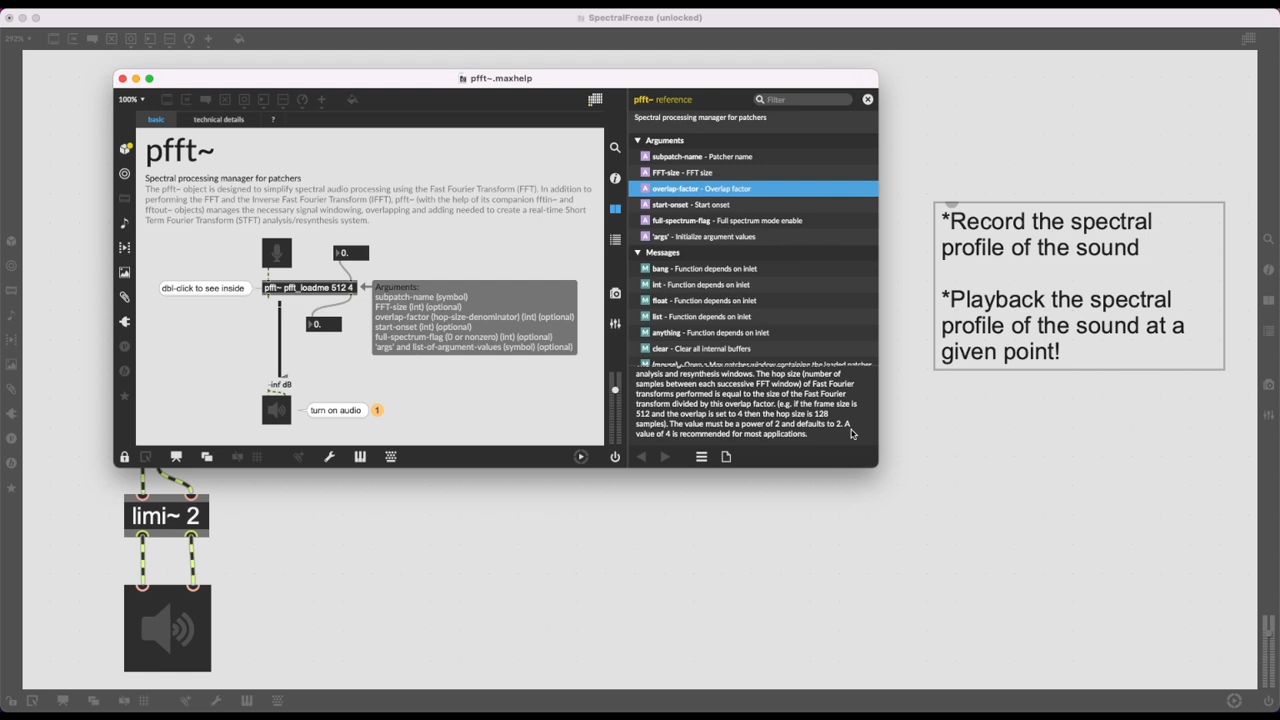 SpectralFreeze (unlocked)
292%
pfft~.maxhelp
100%
basic
technical details
?
pfft~
Spectral processing manager for patchers
The pfft~ object is designed to simplify spectral audio processing using the Fast Fourier Transform (FFT). In addition to
performing the FFT and the Inverse Fast Fourier Transform (IFFT), pfft~ (with the help of its companion fftin~ and
fftout~ objects) manages the necessary signal windowing, overlapping and adding needed to create a real-time Short
Term Fourier Transform (STFT) analysis/resynthesis system.
0.
dbl-click to see inside
pfft~ pfft_loadme 512 4
Arguments:
subpatch-name (symbol)
FFT-size (int) (optional)
overlap-factor (hop-size-denominator) (int) (optional)
start-onset (int) (optional)
full-spectrum-flag (0 or nonzero) (int) (optional)
'args' and list-of-argument-values (symbol) (optional)
0.
-inf dB
turn on audio
1
pfft~ reference
Filter
Spectral processing manager for patchers
Arguments
A subpatch-name - Patcher name
A FFT-size - FFT size
A overlap-factor - Overlap factor
A start-onset - Start onset
A full-spectrum-flag - Full spectrum mode enable
A 'args' - Initialize argument values
Messages
M bang - Function depends on inlet
M int - Function depends on inlet
M float - Function depends on inlet
M list - Function depends on inlet
M anything - Function depends on inlet
M clear - Clear all internal buffers
analysis and resynthesis windows. The hop size (number of
samples between each successive FFT window) of Fast Fourier
transforms performed is equal to the size of the Fourier
transform divided by this overlap factor. (e.g. if the frame size is
512 and the overlap is set to 4 then the hop size is 128
samples). The value must be a power of 2 and defaults to 2. A
value of 4 is recommended for most applications.
*Record the spectral
profile of the sound
*Playback the spectral
profile of the sound at a
given point!
limi~ 2